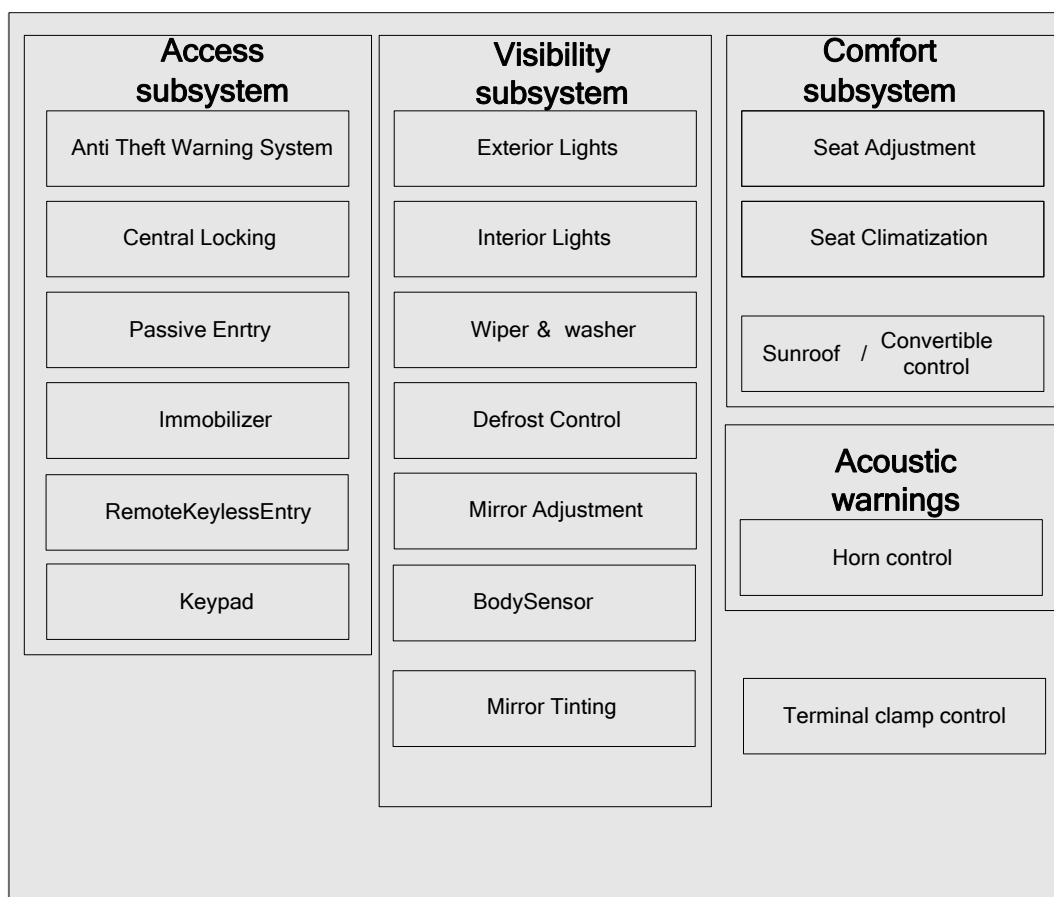 Access
subsystem
Anti Theft Warning System
Central Locking
Passive Enrtry
Immobilizer
RemoteKeylessEntry
Keypad
Visibility
subsystem
Exterior Lights
Interior Lights
Wiper & washer
Defrost Control
Mirror Adjustment
BodySensor
Mirror Tinting
Comfort
subsystem
Seat Adjustment
Seat Climatization
Sunroof / Convertible
control
Acoustic
warnings
Horn control
Terminal clamp control